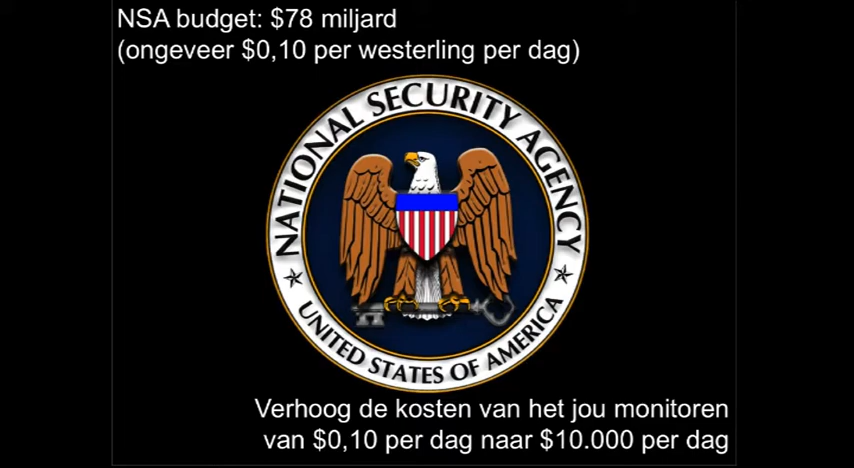 NSA budget: $78 miljard
(ongeveer $0,10 per westerling per dag)
NATIONAL SECURITY AGENCY
UNITED STATES OF AMERICA
Verhoog de kosten van het jou monitoren
van $0,10 per dag naar $10.000 per dag